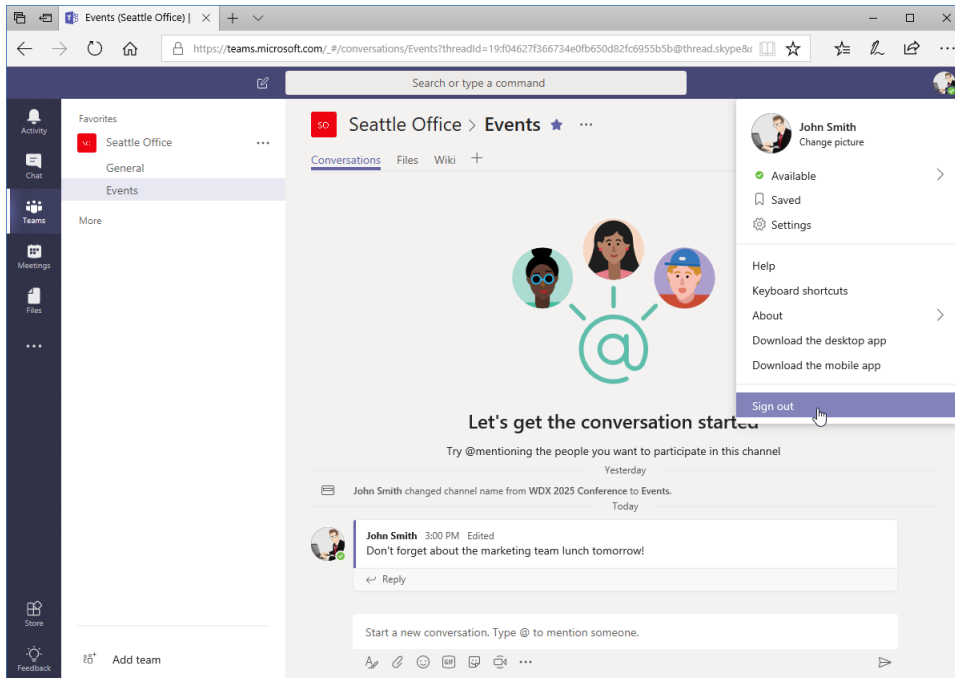 Events (Seattle Office) |
https://teams.microsoft.com/_#/conversations/Events?threadId=19:f04627f366734e0fb650d82fc6955b5b@thread.skype&
Search or type a command
Activity
Chat
Teams
Meetings
Files
Store
Feedback
Favorites
SO
Seattle Office
General
Events
More
Add team
SO
Seattle Office > Events
Conversations Files Wiki
Let's get the conversation started
Try @mentioning the people you want to participate in this channel
Yesterday
John Smith changed channel name from WDX 2025 Conference to Events.
Today
John Smith 3:00 PM Edited
Don't forget about the marketing team lunch tomorrow!
Reply
Start a new conversation. Type @ to mention someone.
GIF
John Smith
Change picture
Available
Saved
Settings
Help
Keyboard shortcuts
About
Download the desktop app
Download the mobile app
Sign out